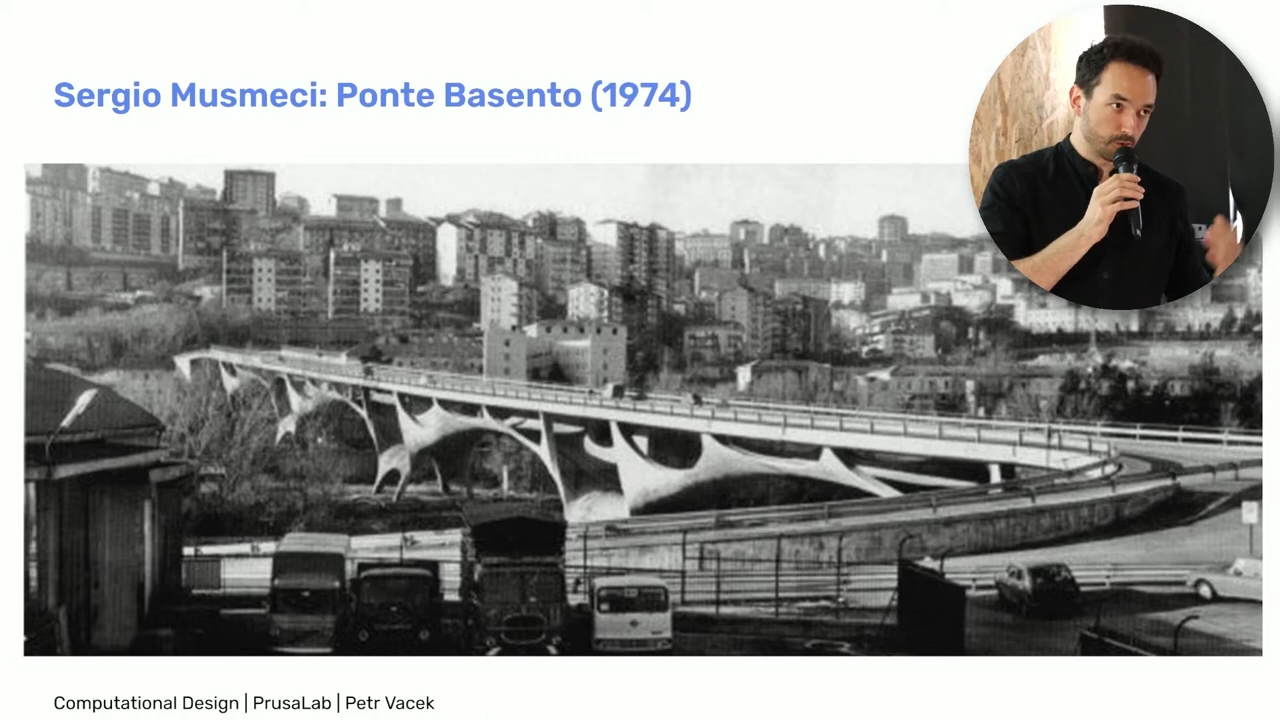 Sergio Musmeci: Ponte Basento (1974)
Computational Design | PrusaLab | Petr Vacek